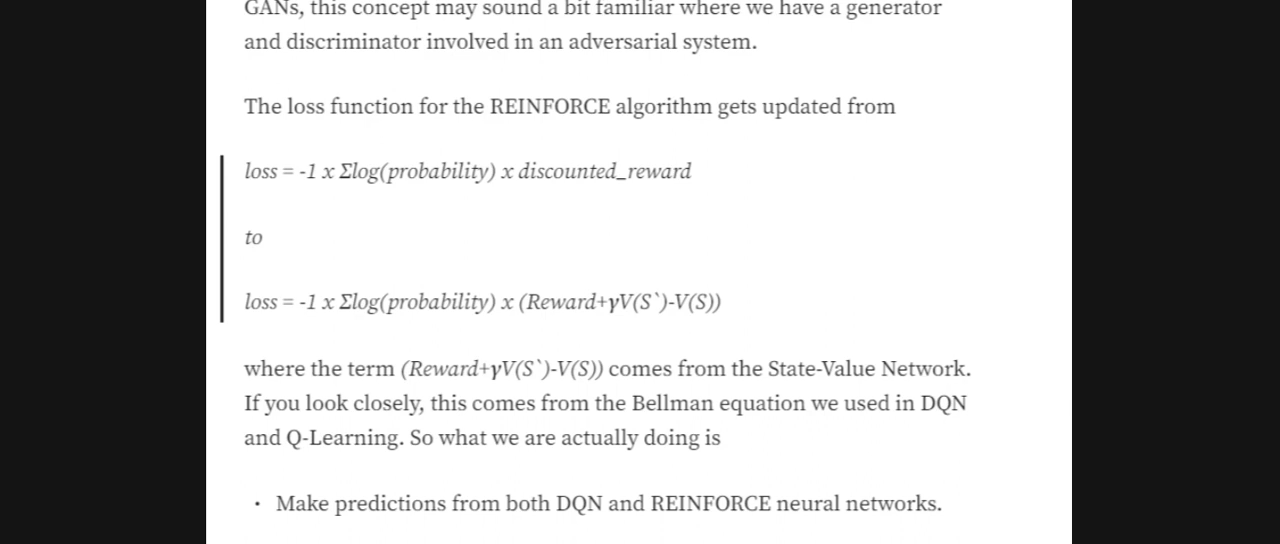 GANs, this concept may sound a bit familiar where we have a generator
and discriminator involved in an adversarial system.
The loss function for the REINFORCE algorithm gets updated from
loss = -1 x Σlog(probability) x discounted_reward
to
loss = -1 x Σlog(probability) x (Reward+γV(S`)-V(S))
where the term (Reward+γV(S`)-V(S)) comes from the State-Value Network.
If you look closely, this comes from the Bellman equation we used in DQN
and Q-Learning. So what we are actually doing is
· Make predictions from both DQN and REINFORCE neural networks.